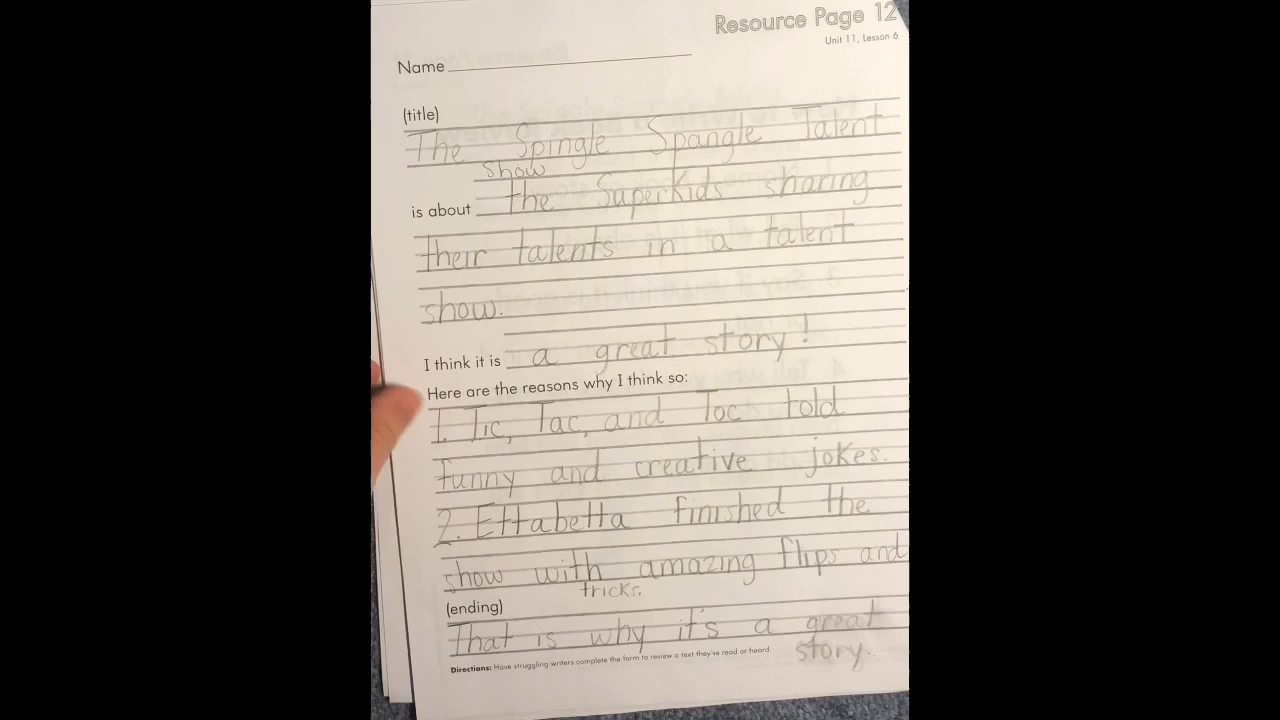 Resource Page 12
Unit 11, Lesson 6
Name
(title)
The Spingle Spangle Talent
Show
is about the Superkids sharing
their talents in a talent
show.
I think it is a great story!
Here are the reasons why I think so:
1. Tic, Tac, and Toc told
funny and creative jokes.
2. Ettabetta finished the
show with amazing flips and
tricks.
(ending)
That is why it's a great
story.
Directions: Have struggling writers complete the form to review a text they've read or heard.